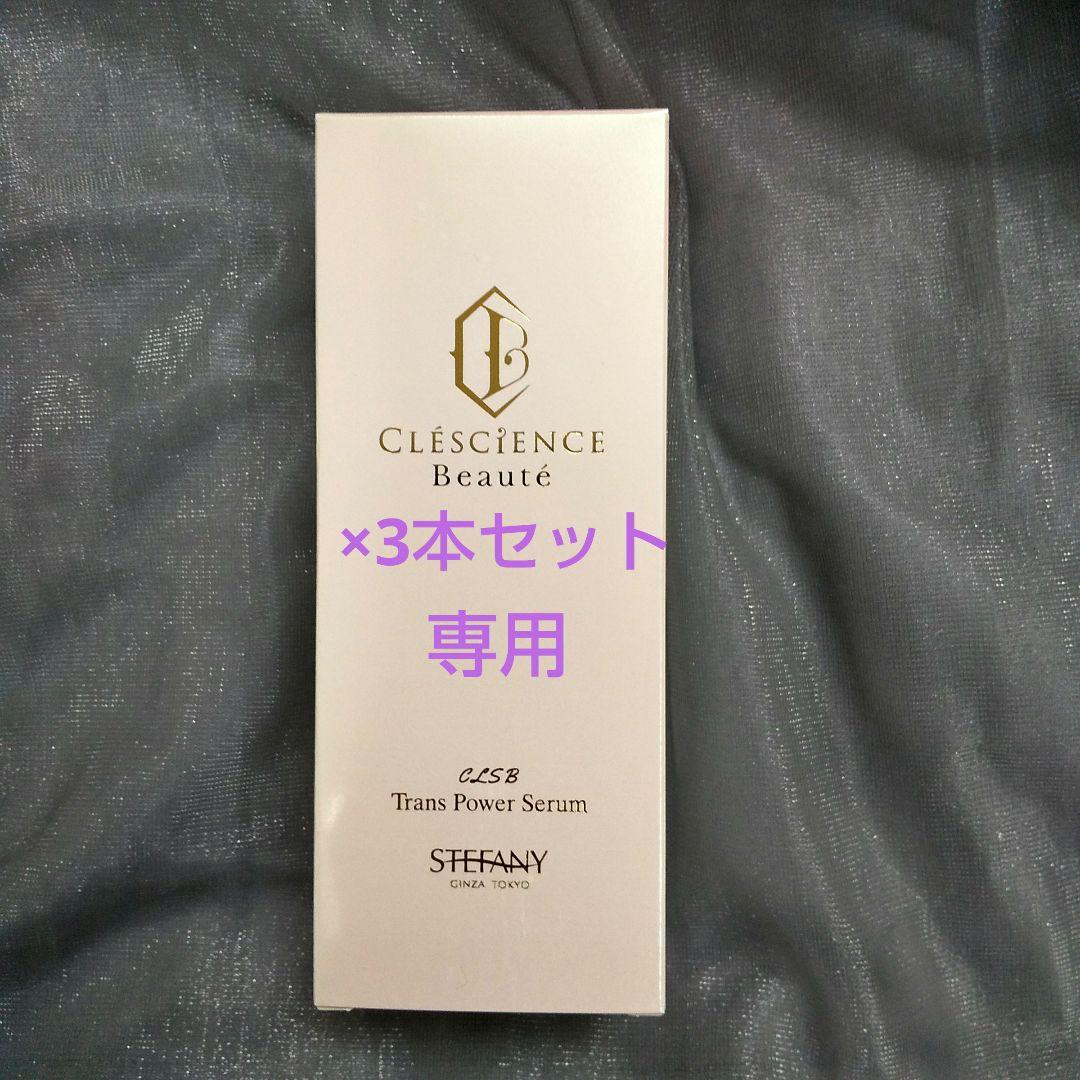 CLÉSCIENCE
Beauté
×3本セット
専用
CLSB
Trans Power Serum
STEFANY
GINZA TOKYO